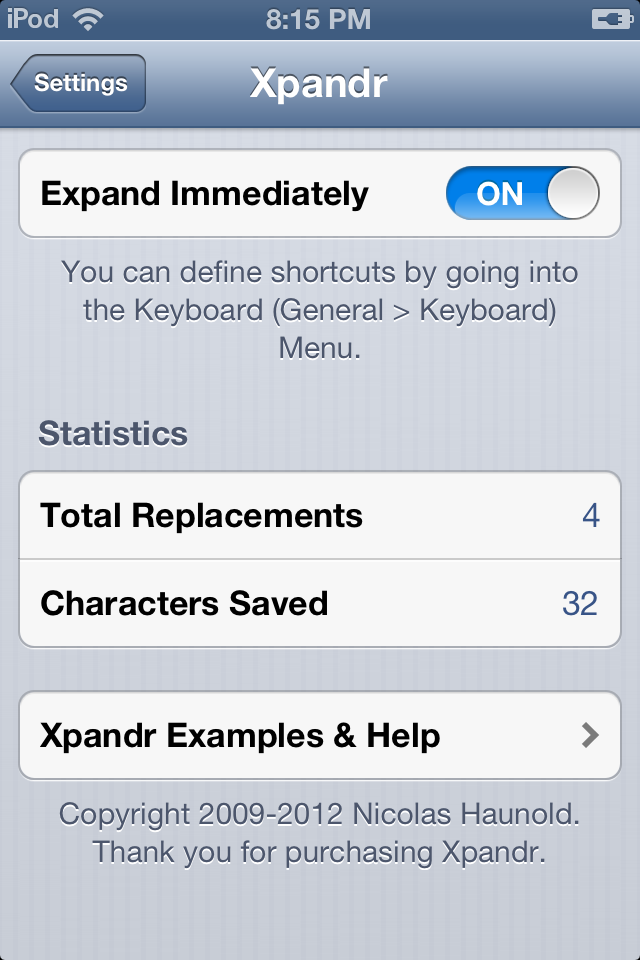 iPod 8:15 PM
Settings Xpandr
Expand Immediately ON
You can define shortcuts by going into
the Keyboard (General > Keyboard)
Menu.
Statistics
Total Replacements 4
Characters Saved 32
Xpandr Examples & Help
Copyright 2009-2012 Nicolas Haunold.
Thank you for purchasing Xpandr.